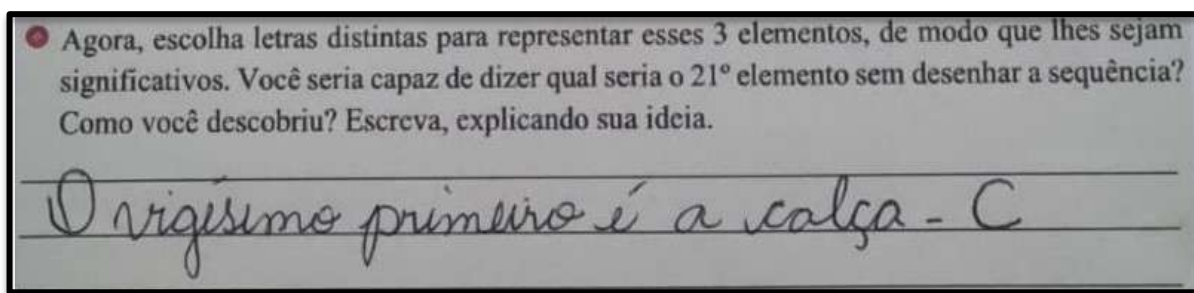 Agora, escolha letras distintas para representar esses 3 elementos, de modo que lhes sejam
significativos. Você seria capaz de dizer qual seria o 21º elemento sem desenhar a sequência?
Como você descobriu? Escreva, explicando sua ideia.
O vigésimo primeiro é a calça - C